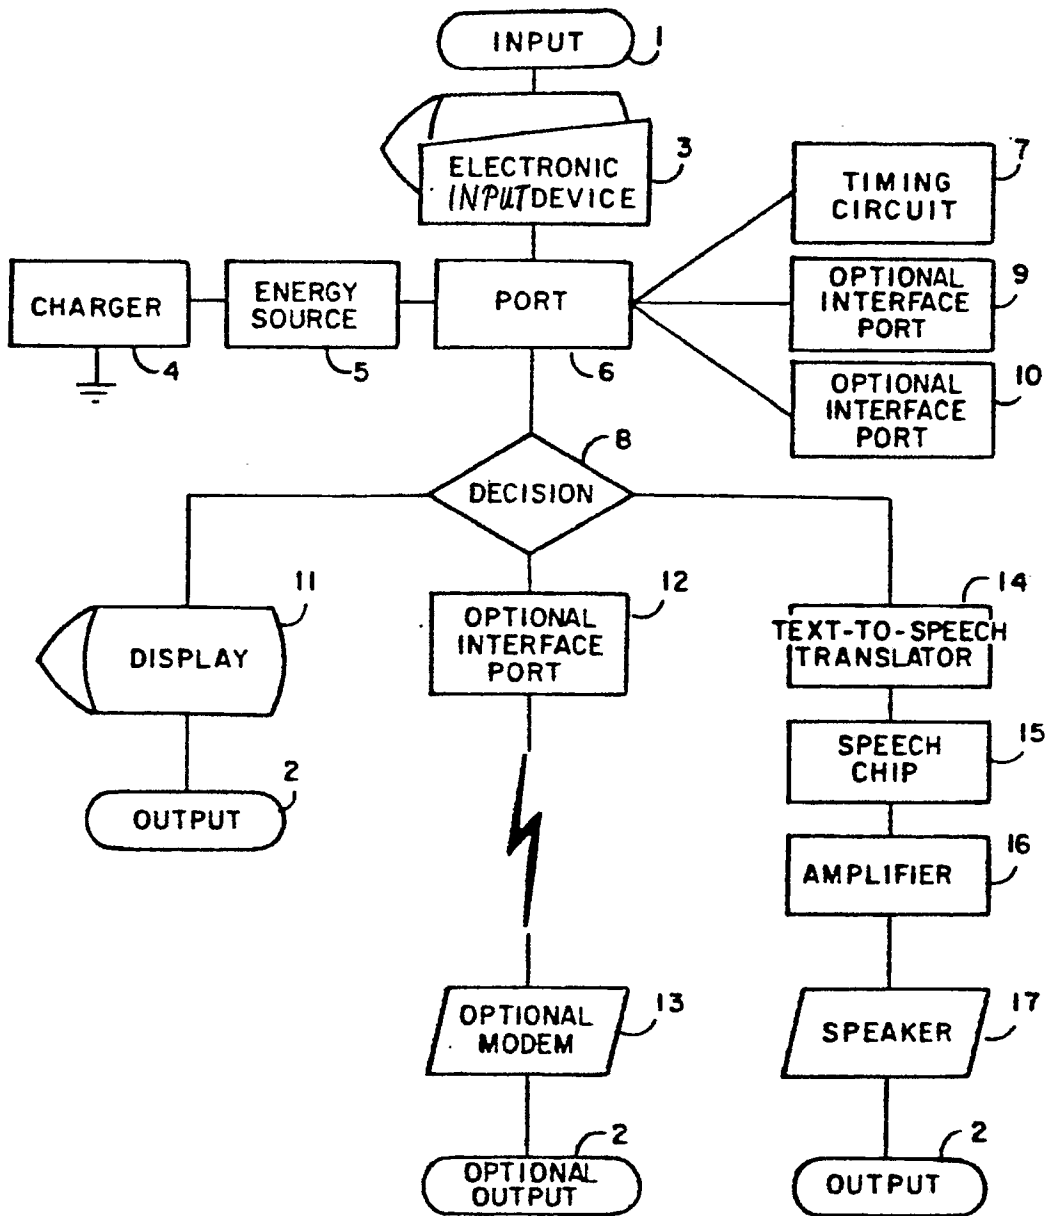 INPUT
1
ELECTRONIC
INPUT DEVICE
3
TIMING
CIRCUIT
7
CHARGER
4
ENERGY
SOURCE
5
PORT
6
OPTIONAL
INTERFACE
PORT
9
OPTIONAL
INTERFACE
PORT
10
DECISION
8
DISPLAY
11
OUTPUT
2
OPTIONAL
INTERFACE
PORT
12
OPTIONAL
MODEM
13
OPTIONAL
OUTPUT
2
TEXT-TO-SPEECH
TRANSLATOR
14
SPEECH
CHIP
15
AMPLIFIER
16
SPEAKER
17
OUTPUT
2